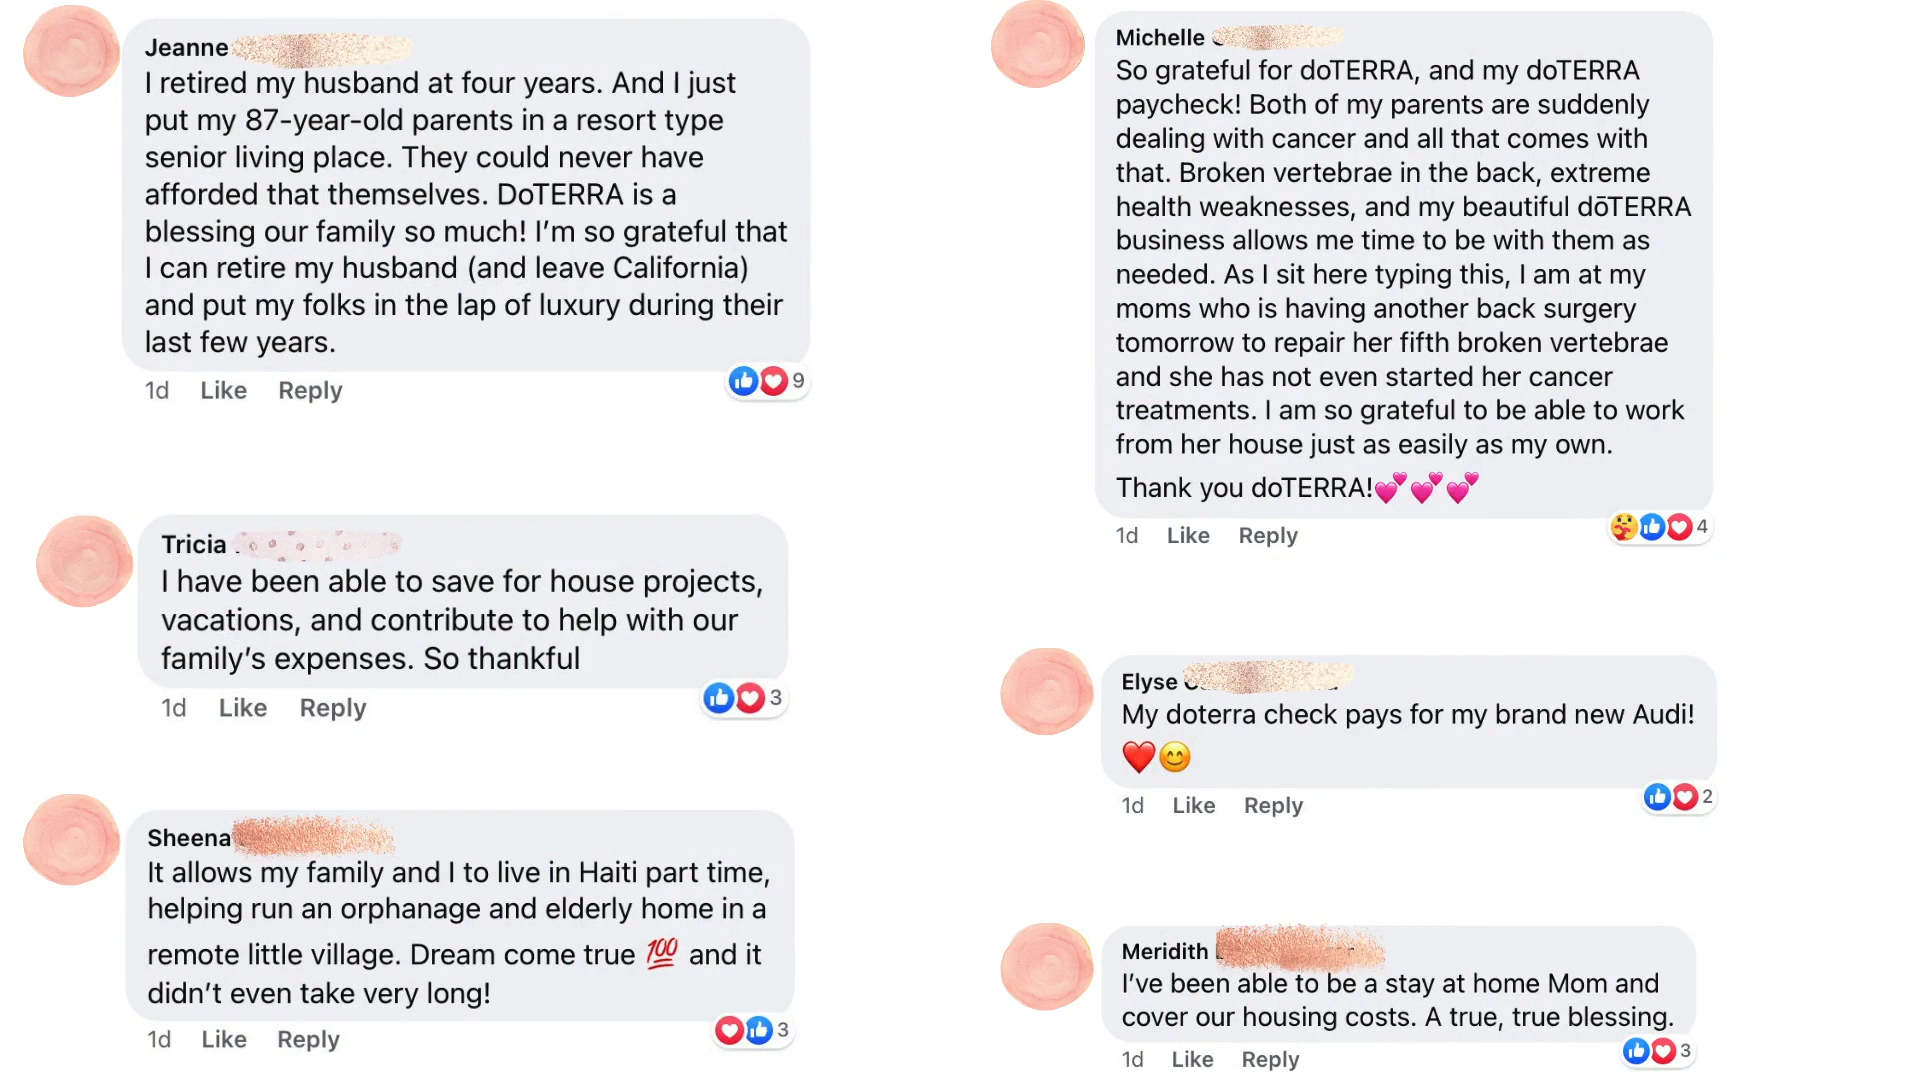 Jeanne
I retired my husband at four years. And I just
put my 87-year-old parents in a resort type
senior living place. They could never have
afforded that themselves. DoTERRA is a
blessing our family so much! I'm so grateful that
I can retire my husband (and leave California)
and put my folks in the lap of luxury during their
last few years.
1d Like Reply 9
Tricia
I have been able to save for house projects,
vacations, and contribute to help with our
family's expenses. So thankful
1d Like Reply 3
Sheena
It allows my family and I to live in Haiti part time,
helping run an orphanage and elderly home in a
remote little village. Dream come true 💯 and it
didn't even take very long!
1d Like Reply 3
Michelle
So grateful for doTERRA, and my doTERRA
paycheck! Both of my parents are suddenly
dealing with cancer and all that comes with
that. Broken vertebrae in the back, extreme
health weaknesses, and my beautiful dōTERRA
business allows me time to be with them as
needed. As I sit here typing this, I am at my
moms who is having another back surgery
tomorrow to repair her fifth broken vertebrae
and she has not even started her cancer
treatments. I am so grateful to be able to work
from her house just as easily as my own.
Thank you doTERRA!💕💕💕
1d Like Reply 4
Elyse
My doterra check pays for my brand new Audi!
❤️😊
1d Like Reply 2
Meridith
I've been able to be a stay at home Mom and
cover our housing costs. A true, true blessing.
1d Like Reply 3